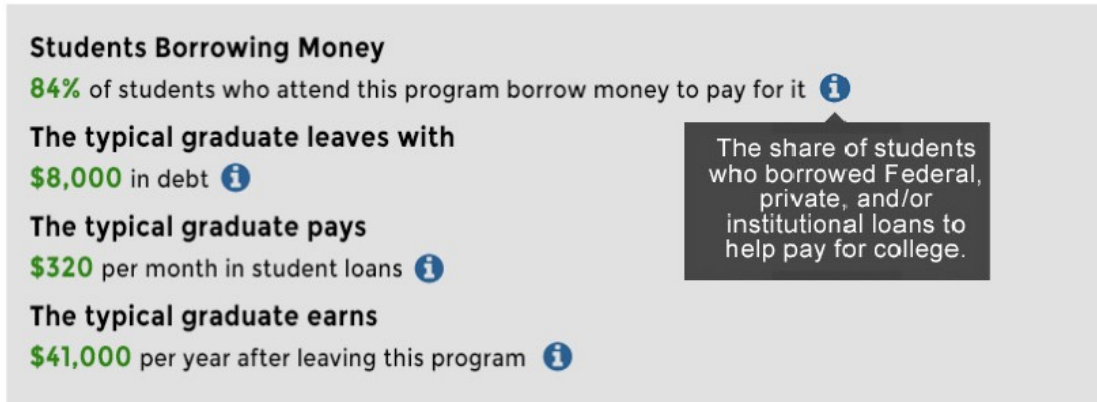 Students Borrowing Money
84% of students who attend this program borrow money to pay for it
The typical graduate leaves with
$8,000 in debt
The typical graduate pays
$320 per month in student loans
The typical graduate earns
$41,000 per year after leaving this program
The share of students
who borrowed Federal,
private, and/or
institutional loans to
help pay for college.